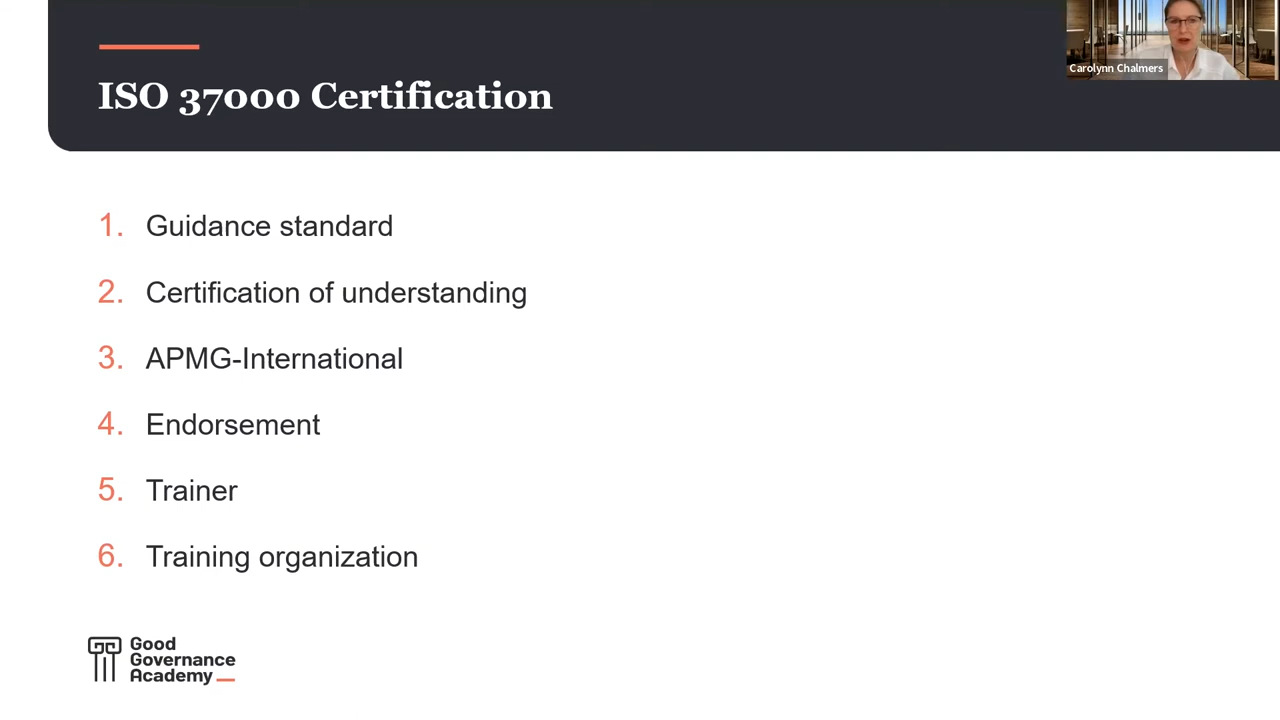 Carolynn Chalmers
ISO 37000 Certification
1. Guidance standard
2. Certification of understanding
3. APMG-International
4. Endorsement
5. Trainer
6. Training organization
Good
Governance
Academy